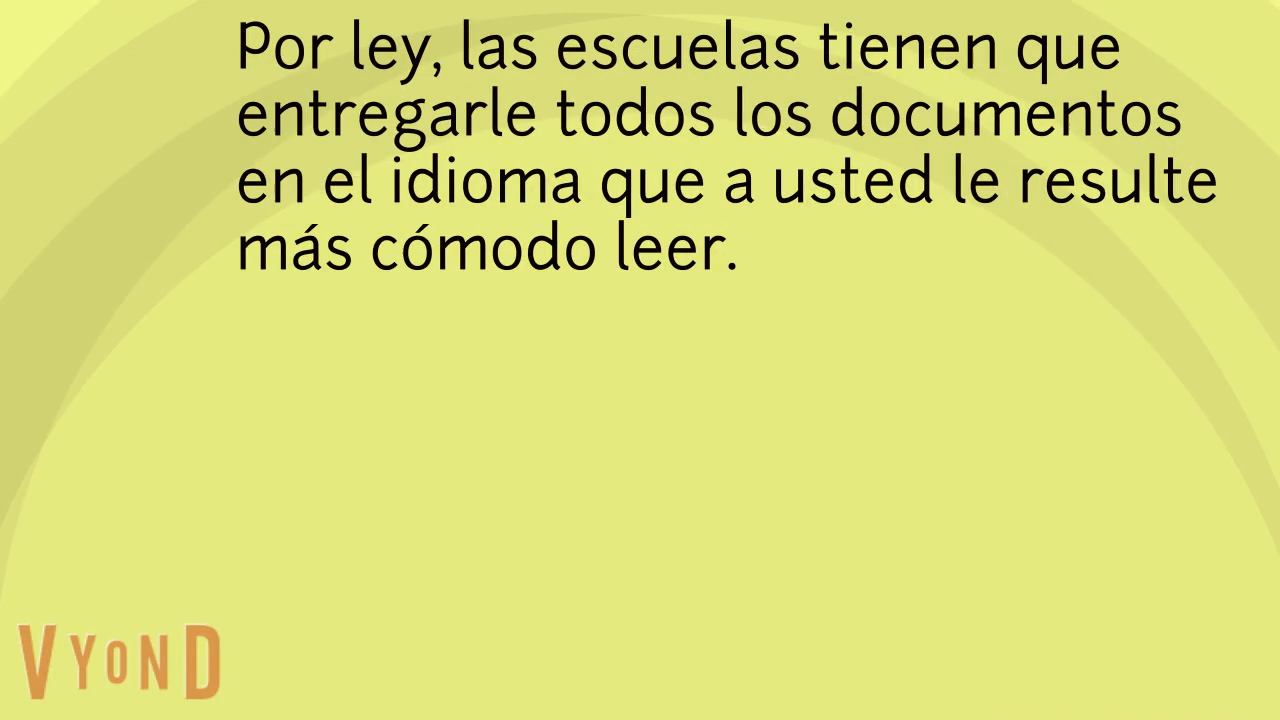 Por ley, las escuelas tienen que
entregarle todos los documentos
en el idioma que a usted le resulte
más cómodo leer.
VYOND